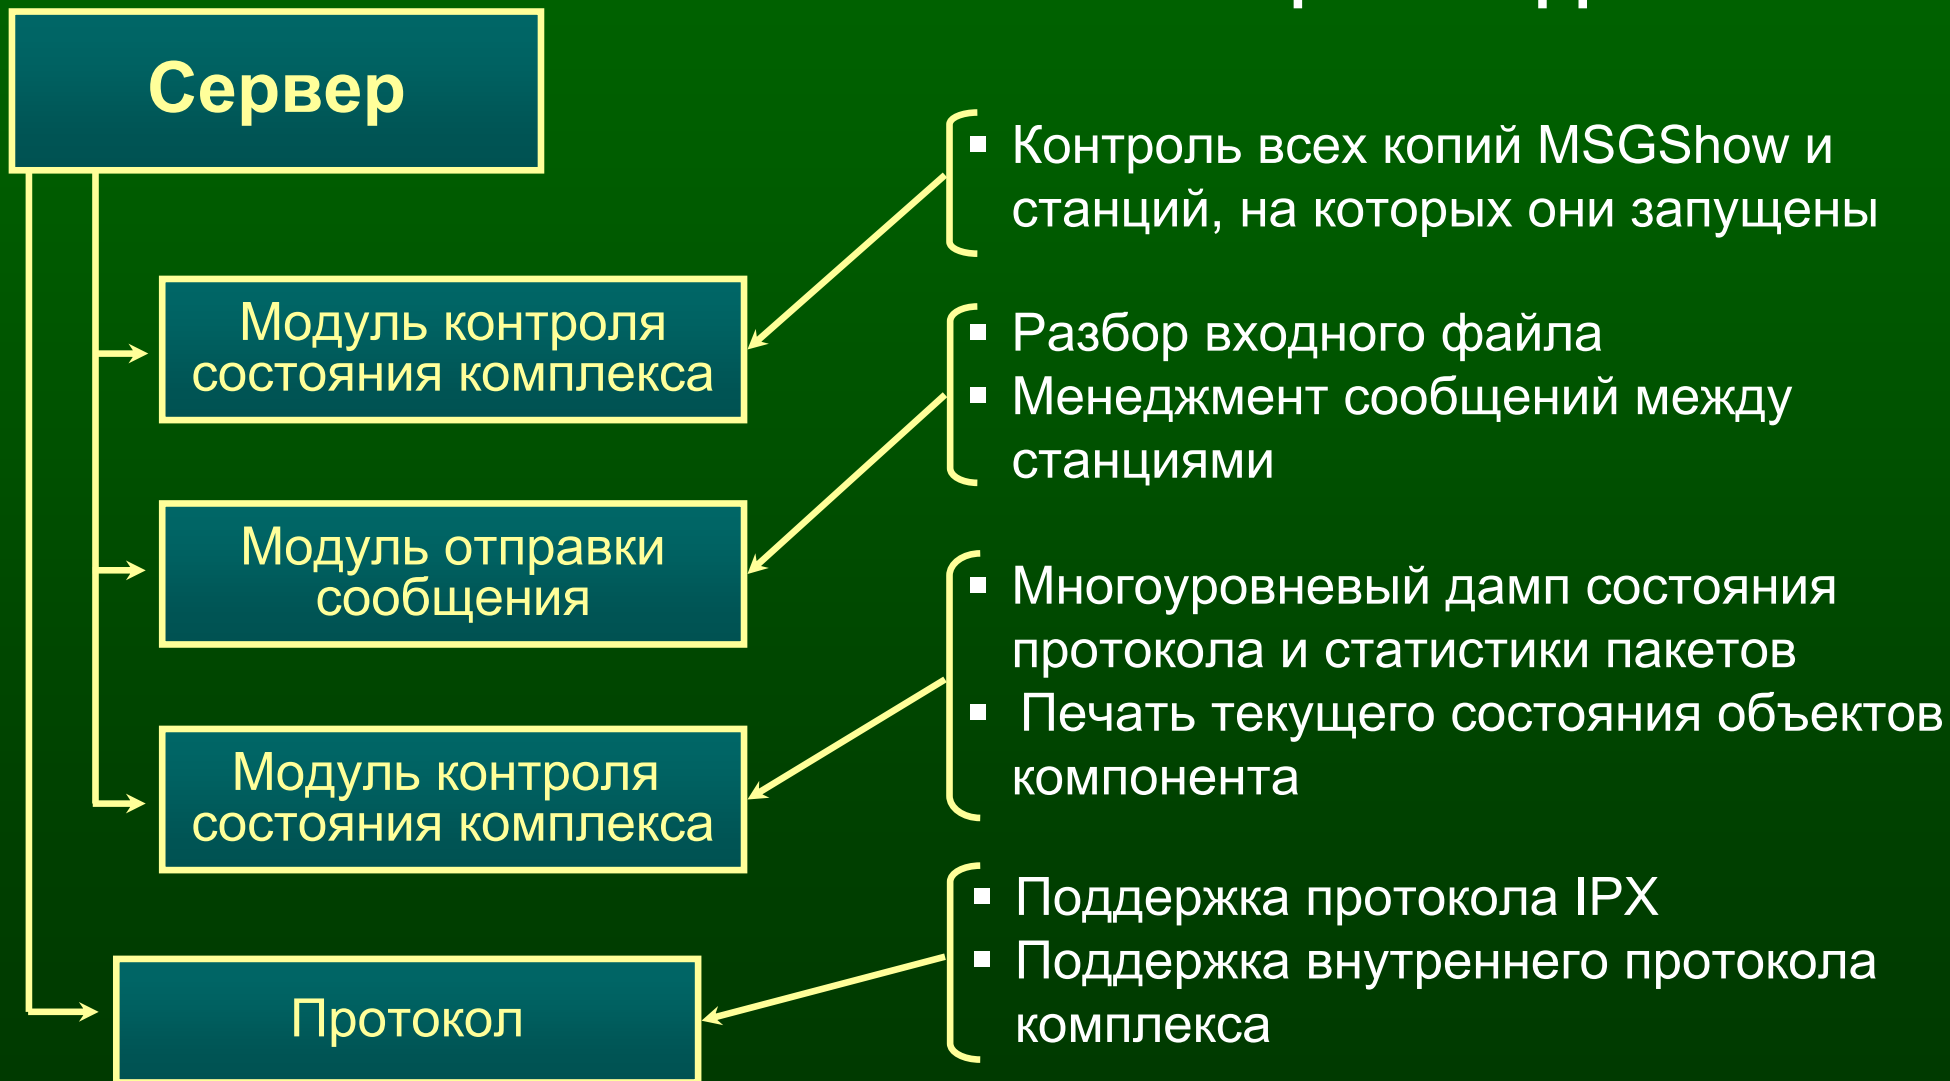 Сервер
Контроль всех копий MSGShow и
станций, на которых они запущены
Модуль контроля
состояния комплекса
Разбор входного файла
Менеджмент сообщений между
станциями
Модуль отправки
сообщения
Многоуровневый дамп состояния
протокола и статистики пакетов
Печать текущего состояния объектов
компонента
Модуль контроля
состояния комплекса
Поддержка протокола IPX
Поддержка внутреннего протокола
комплекса
Протокол